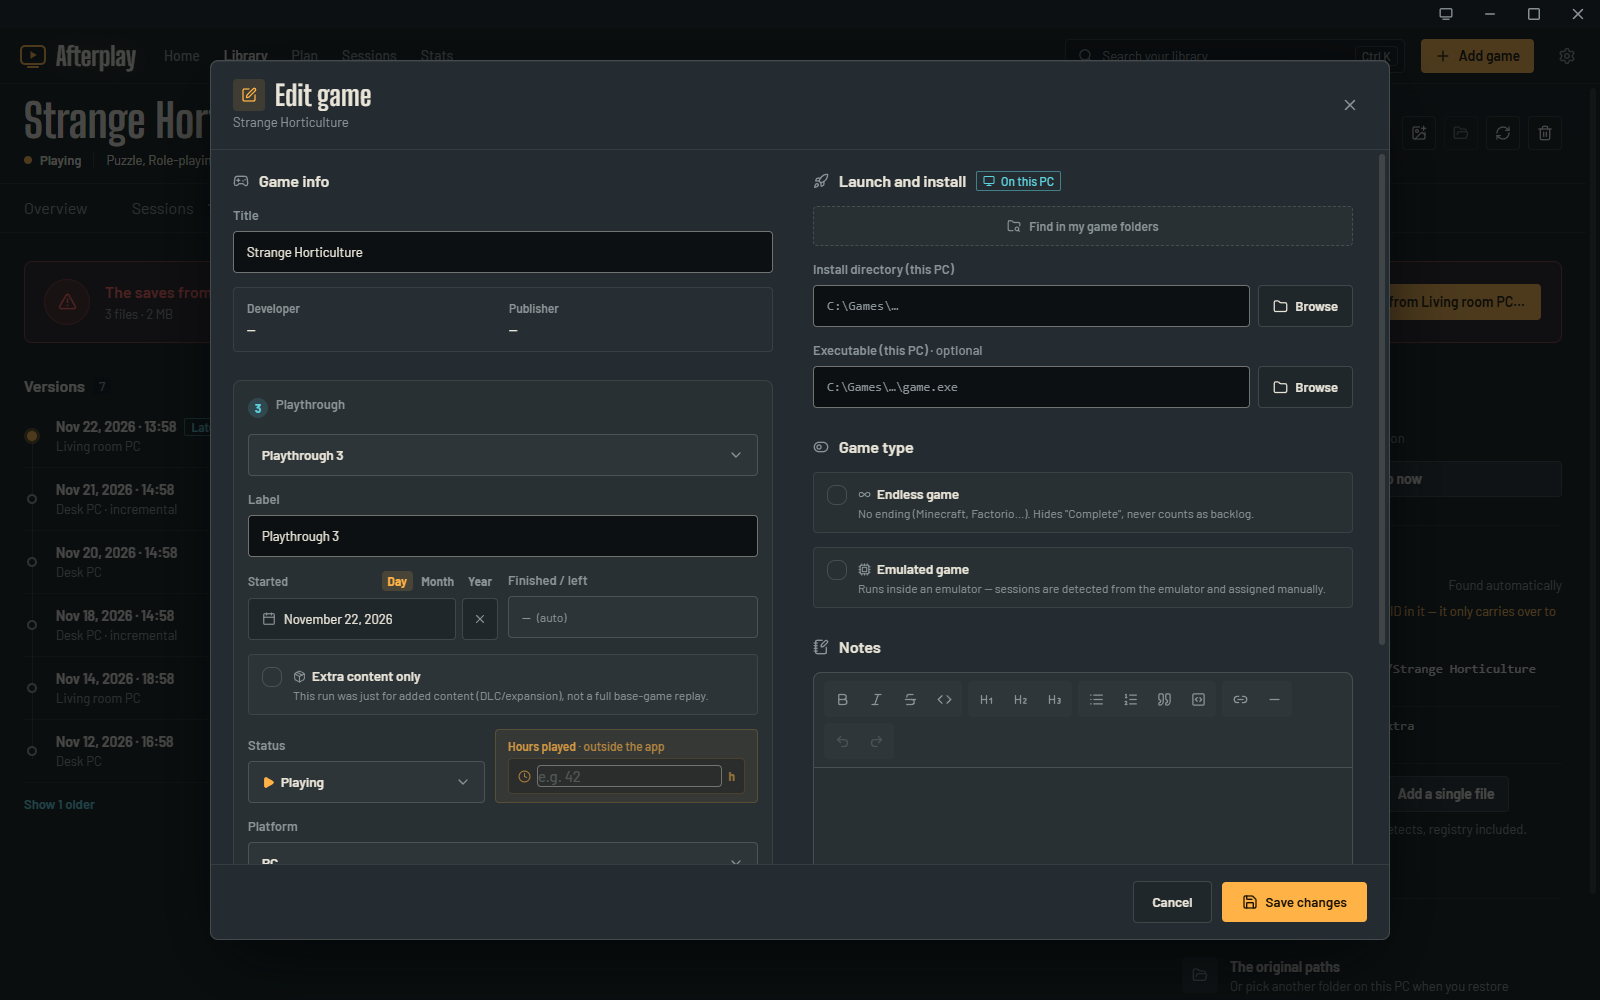 Afterplay
Home
Library
Plan
Sessions
Stats
Search your library
Ctrl K
Add game
Strange Hor
Playing
Puzzle, Role-playin
Overview
Sessions
The saves from
3 files · 2 MB
from Living room PC...
Versions 7
Nov 22, 2026 · 13:58
Living room PC
Nov 21, 2026 · 14:58
Desk PC · incremental
Nov 20, 2026 · 14:58
Desk PC
Nov 18, 2026 · 14:58
Desk PC · incremental
Nov 14, 2026 · 18:58
Living room PC
Nov 12, 2026 · 16:58
Desk PC
Show 1 older
Edit game
Strange Horticulture
Game info
Title
Strange Horticulture
Developer
—
Publisher
—
3 Playthrough
Playthrough 3
Label
Playthrough 3
Started
Day
Month
Year
November 22, 2026
Finished / left
— (auto)
Extra content only
This run was just for added content (DLC/expansion), not a full base-game replay.
Status
Playing
Hours played · outside the app
e.g. 42
h
Platform
PC
Launch and install
On this PC
Find in my game folders
Install directory (this PC)
C:\Games\…
Browse
Executable (this PC) · optional
C:\Games\…\game.exe
Browse
Game type
Endless game
No ending (Minecraft, Factorio…). Hides "Complete", never counts as backlog.
Emulated game
Runs inside an emulator — sessions are detected from the emulator and assigned manually.
Notes
B I S <> H1 H2 H3
Cancel
Save changes
on
now
Found automatically
ID in it — it only carries over to
/Strange Horticulture
xtra
Add a single file
etects, registry included.
The original paths
Or pick another folder on this PC when you restore